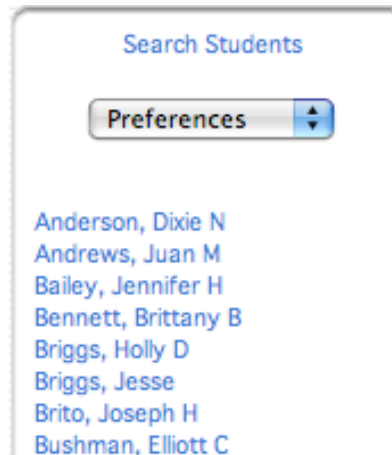 Search Students
Preferences
Anderson, Dixie N
Andrews, Juan M
Bailey, Jennifer H
Bennett, Brittany B
Briggs, Holly D
Briggs, Jesse
Brito, Joseph H
Bushman, Elliott C